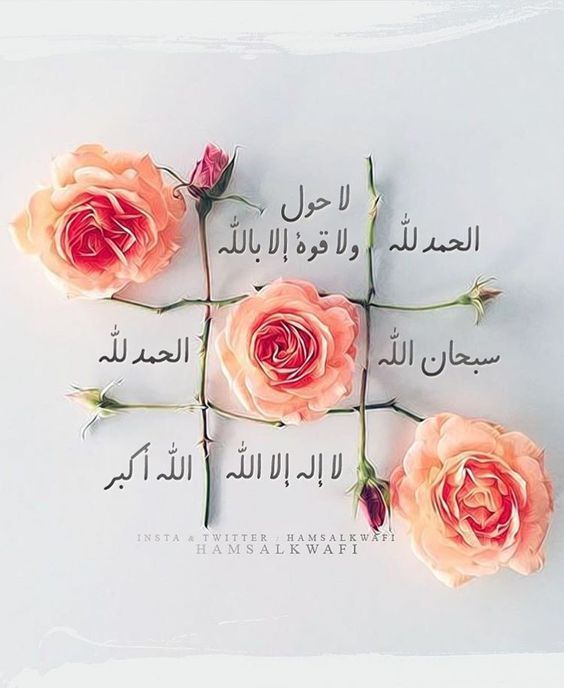 لا حول
ولا قوة إلا بالله
الحمد لله
الحمد لله
سبحان الله
الله أكبر
لا إله إلا الله
INSTA & TWITTER : HAMSALKWAFI
HAMSALKWAFI